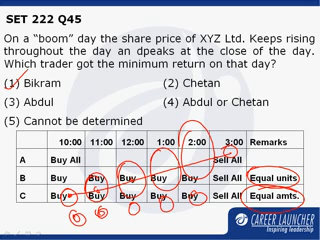 SET 222 Q45
On a “boom” day the share price of XYZ Ltd. Keeps rising
throughout the day an dpeaks at the close of the day.
Which trader got the minimum return on that day?
(1) Bikram (2) Chetan
(3) Abdul (4) Abdul or Chetan
(5) Cannot be determined
10:00 11:00 12:00 1:00 2:00 3:00 Remarks
A Buy All Sell All
B Buy Buy Buy Buy Buy Sell All Equal units
C Buy Buy Buy Buy Buy Sell All Equal amts.
CAREER LAUNCHER
Inspiring leadership